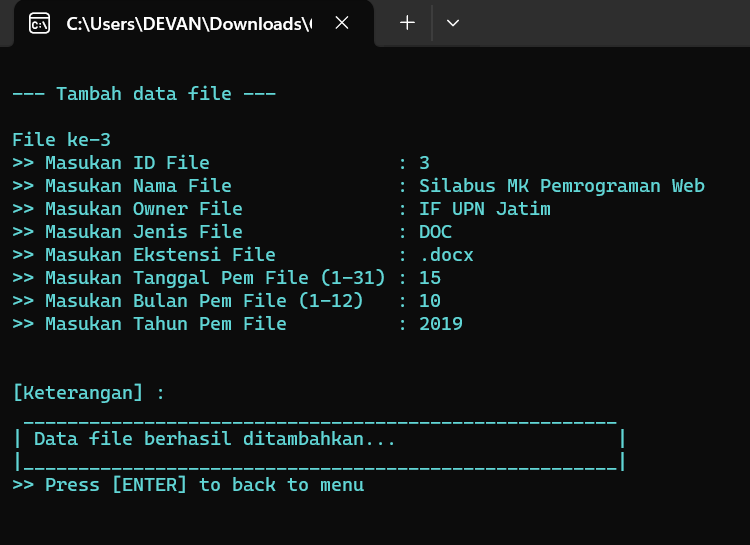 C:\Users\DEVAN\Downloads\
--- Tambah data file ---
File ke-3
>> Masukan ID File : 3
>> Masukan Nama File : Silabus MK Pemrograman Web
>> Masukan Owner File : IF UPN Jatim
>> Masukan Jenis File : DOC
>> Masukan Ekstensi File : .docx
>> Masukan Tanggal Pem File (1-31) : 15
>> Masukan Bulan Pem File (1-12) : 10
>> Masukan Tahun Pem File : 2019
[Keterangan] :
| Data file berhasil ditambahkan... |
>> Press [ENTER] to back to menu